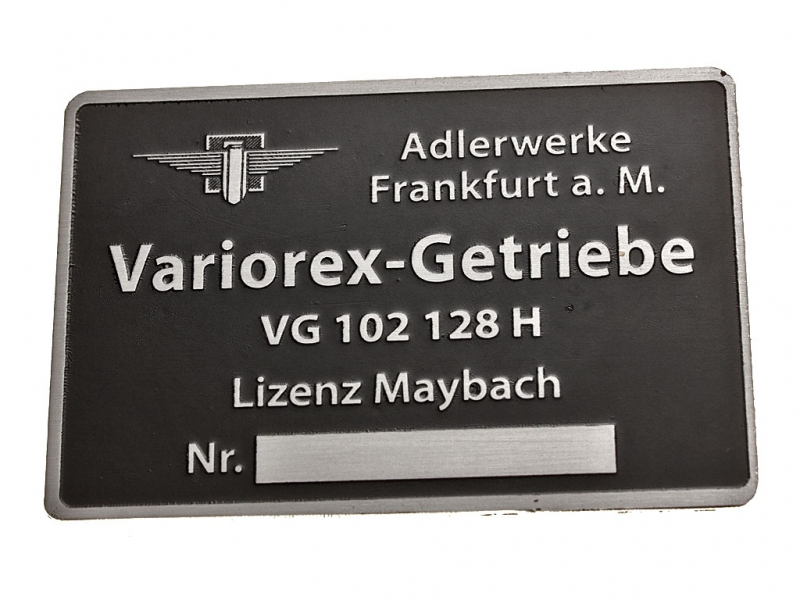 Adlerwerke
Frankfurt a. M.
Variorex-Getriebe
VG 102 128 H
Lizenz Maybach
Nr.